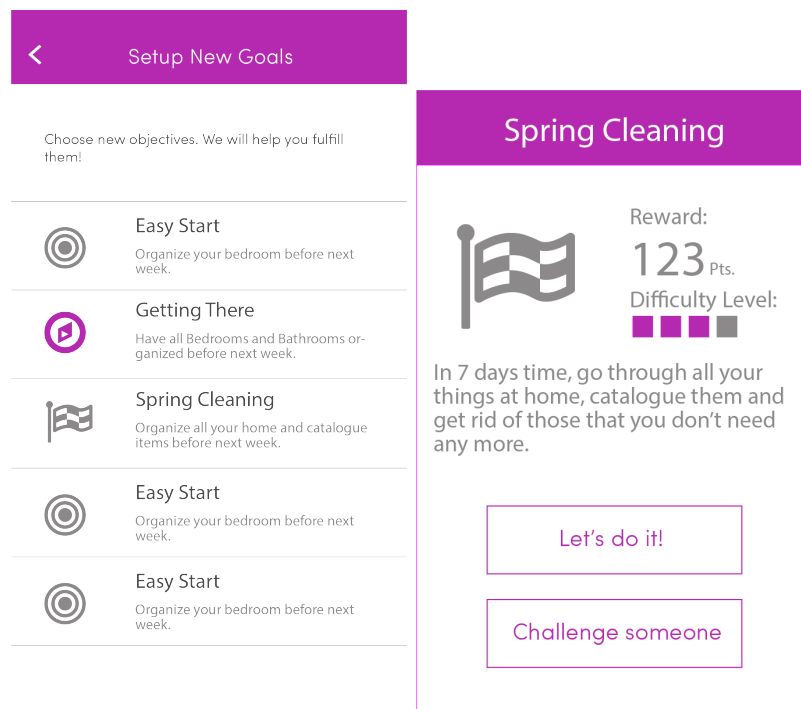 Setup New Goals
Choose new objectives. We will help you fulfill
them!
Easy Start
Organize your bedroom before next
week.
Getting There
Have all Bedrooms and Bathrooms or-
ganized before next week.
Spring Cleaning
Organize all your home and catalogue
items before next week.
Easy Start
Organize your bedroom before next
week.
Easy Start
Organize your bedroom before next
week.
Spring Cleaning
Reward:
123 Pts.
Difficulty Level:
In 7 days time, go through all your
things at home, catalogue them and
get rid of those that you don’t need
any more.
Let’s do it!
Challenge someone